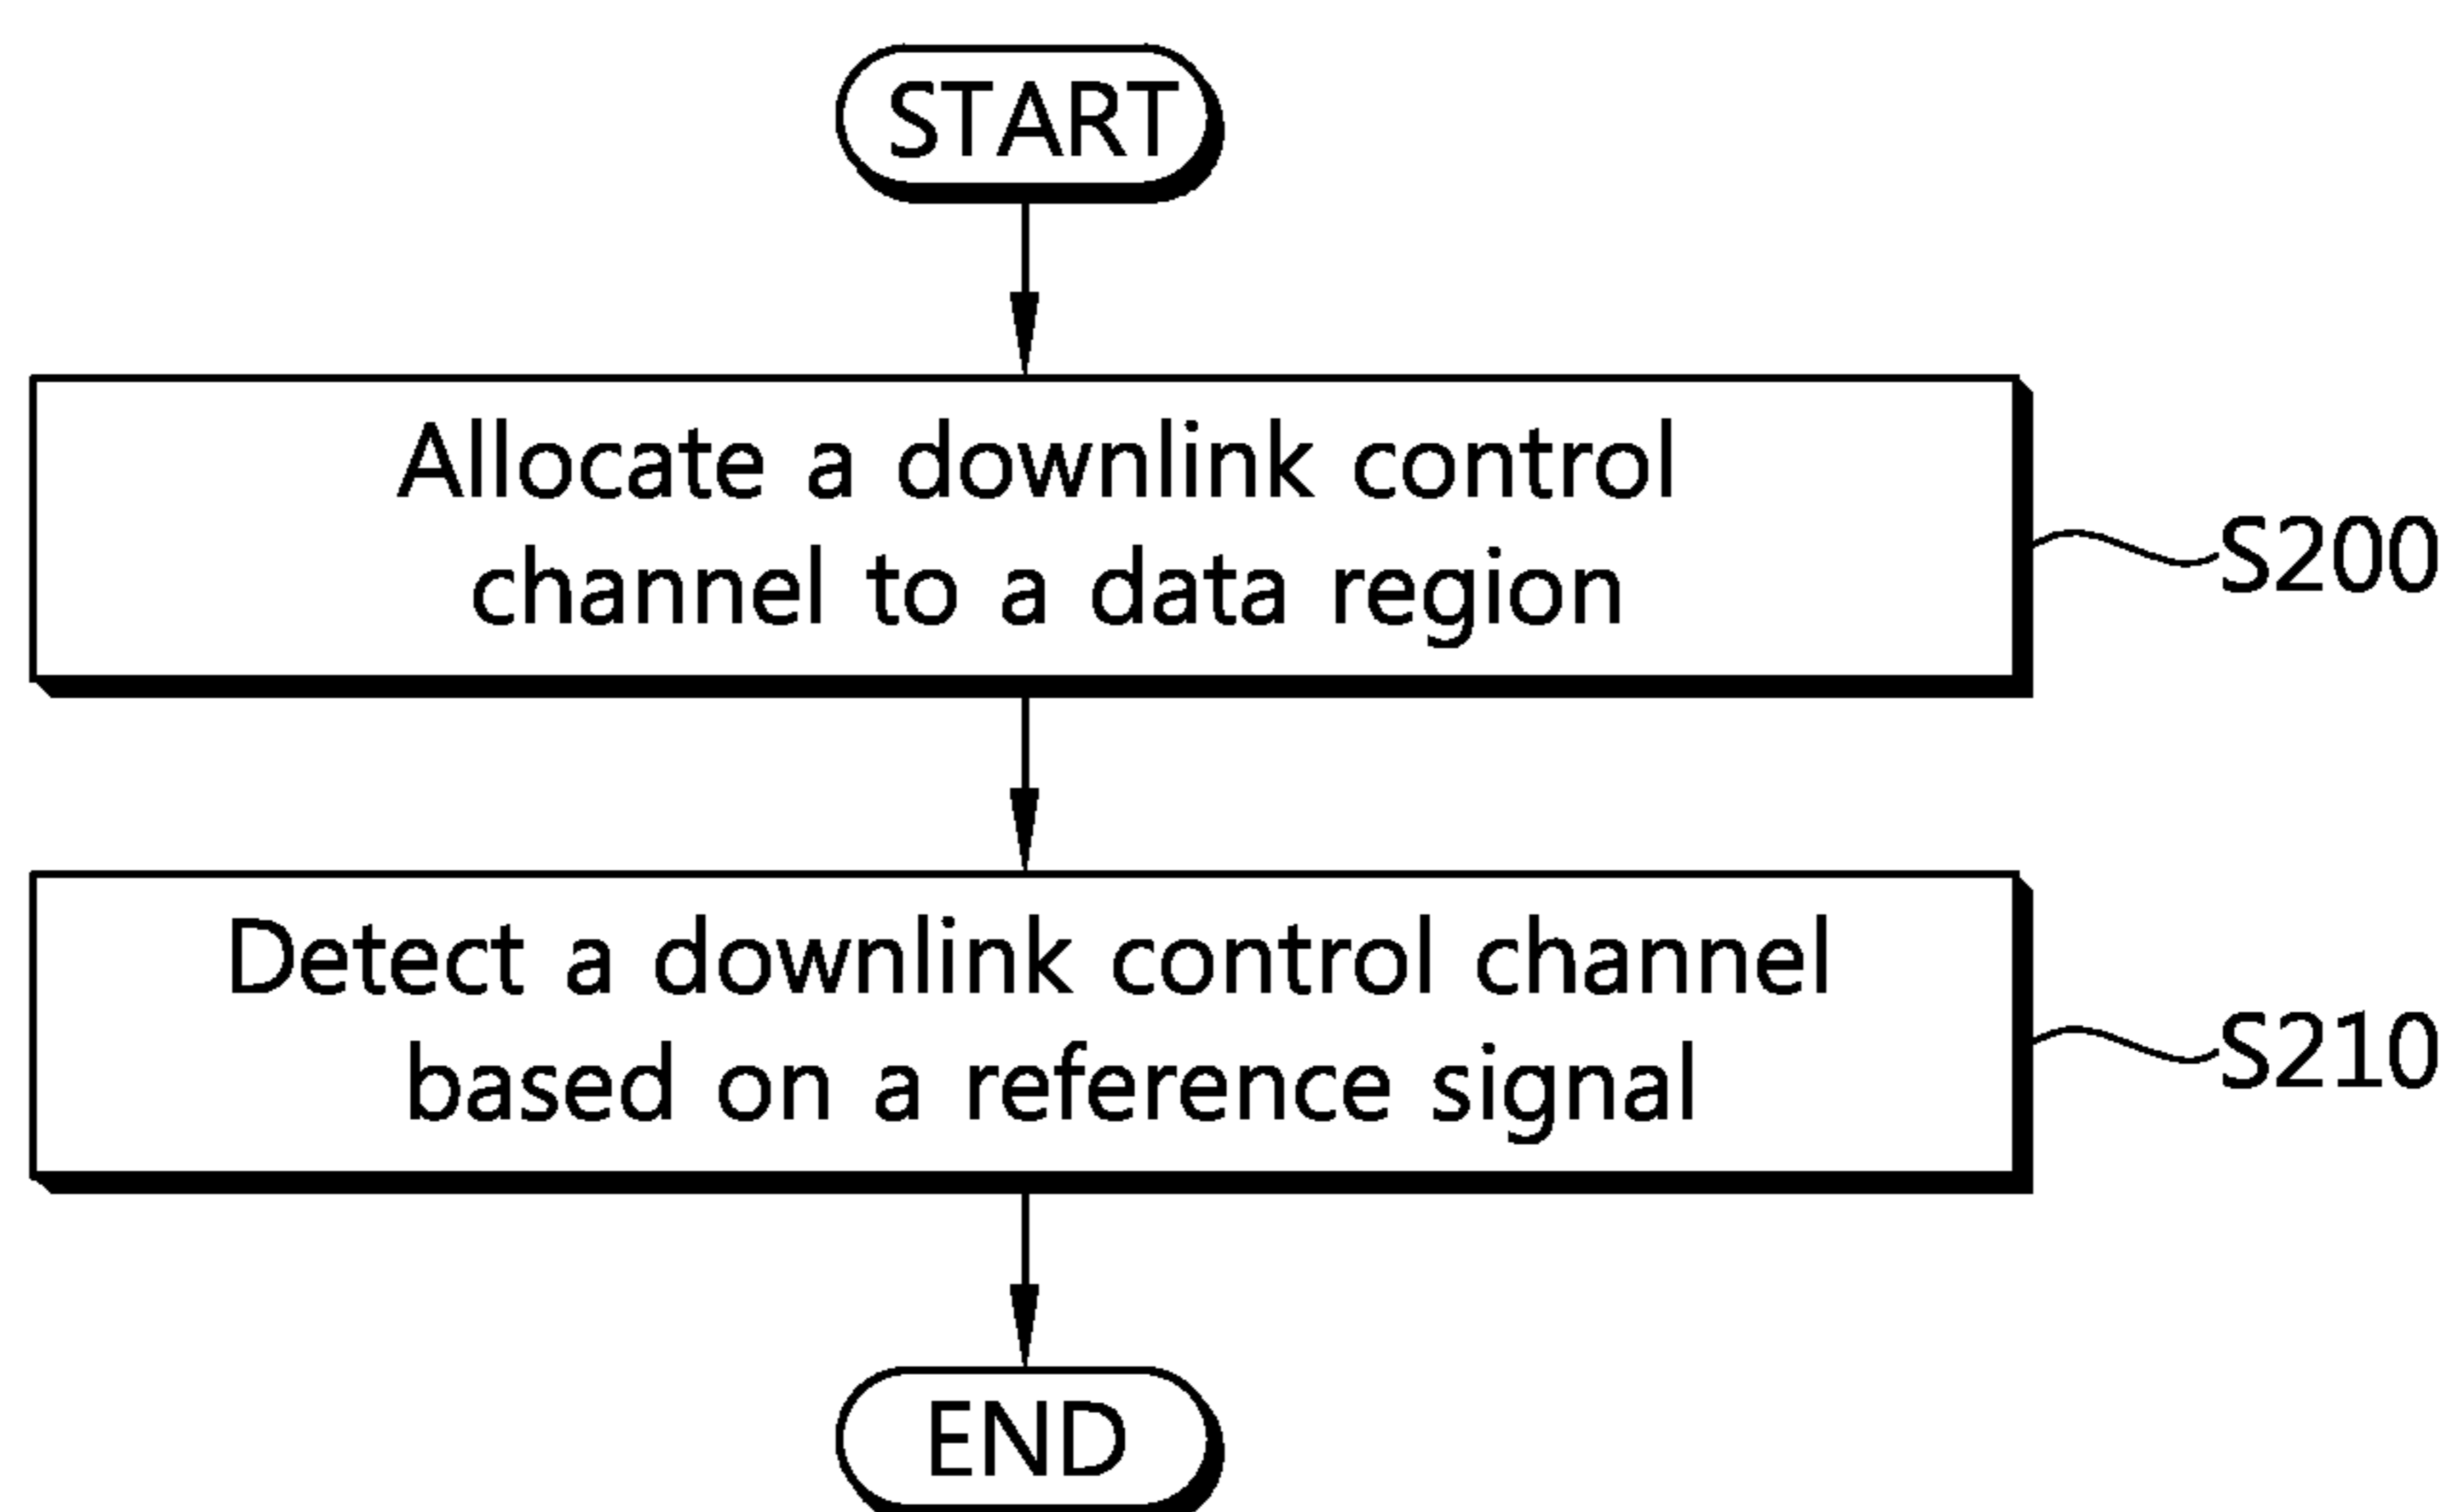 START
Allocate a downlink control
channel to a data region
S200
Detect a downlink control channel
based on a reference signal
S210
END